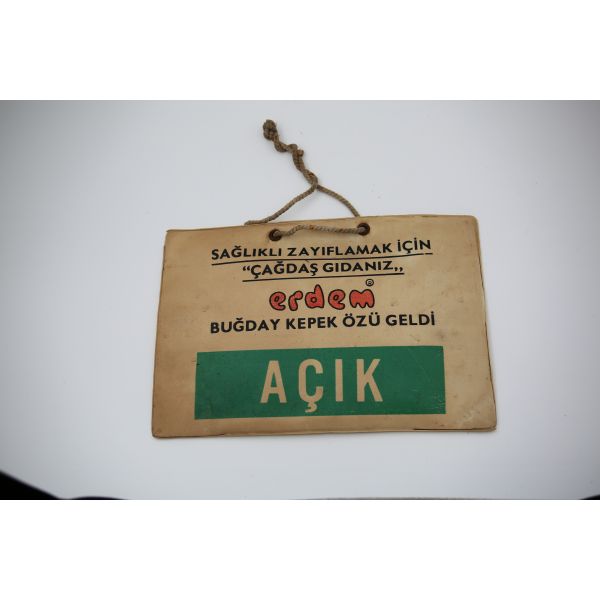 SAĞLIKLI ZAYIFLAMAK İÇİN
“ÇAĞDAŞ GIDANIZ„
erdem®
BUĞDAY KEPEK ÖZÜ GELDİ
AÇIK